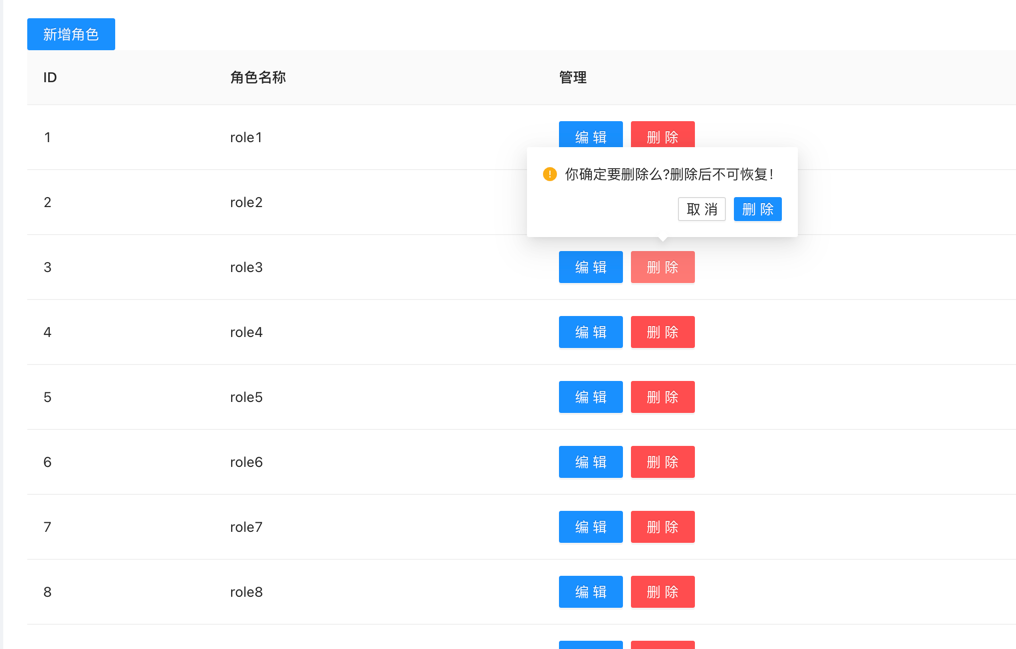 新增角色
ID 角色名称 管理
1 role1 编 辑 删 除
你确定要删除么?删除后不可恢复!
2 role2
取 消 删 除
3 role3 编 辑 删 除
4 role4 编 辑 删 除
5 role5 编 辑 删 除
6 role6 编 辑 删 除
7 role7 编 辑 删 除
8 role8 编 辑 删 除